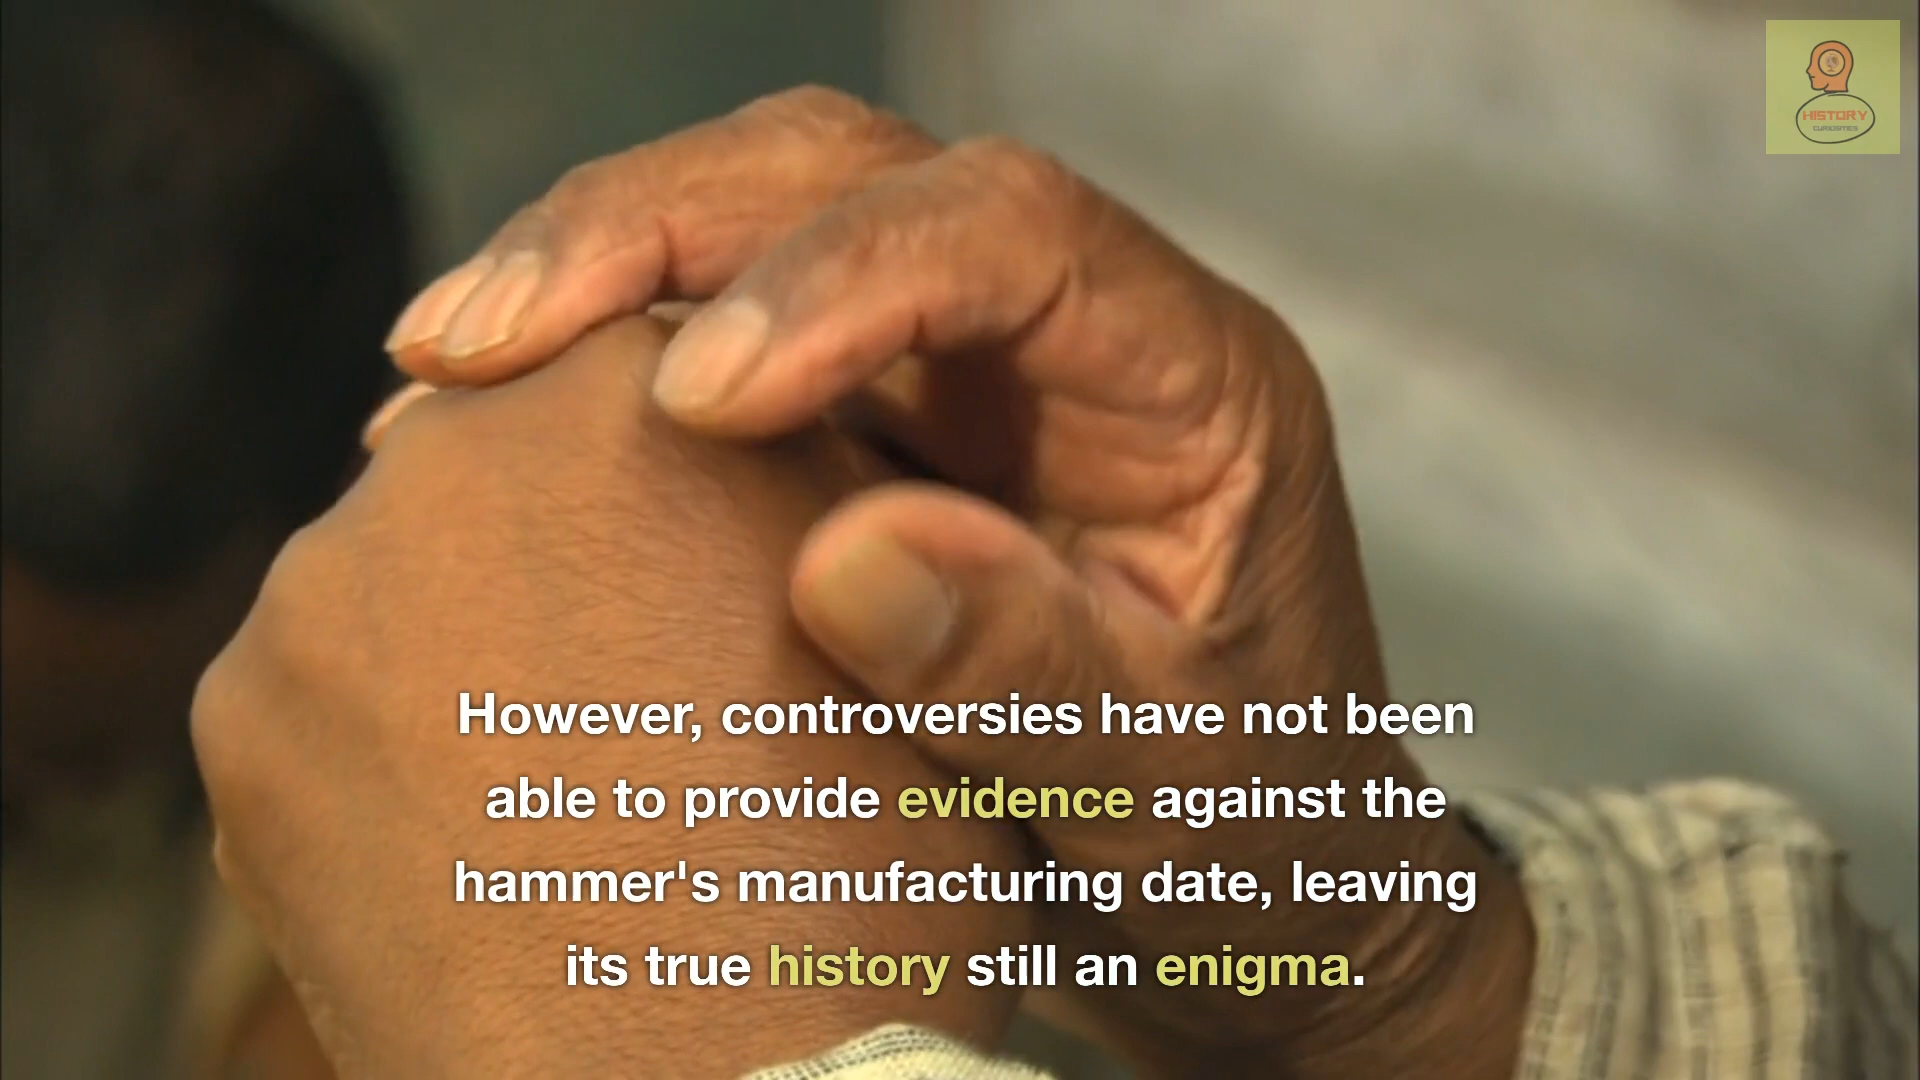 HISTORY
CURIOSITIES
However, controversies have not been
able to provide evidence against the
hammer's manufacturing date, leaving
its true history still an enigma.